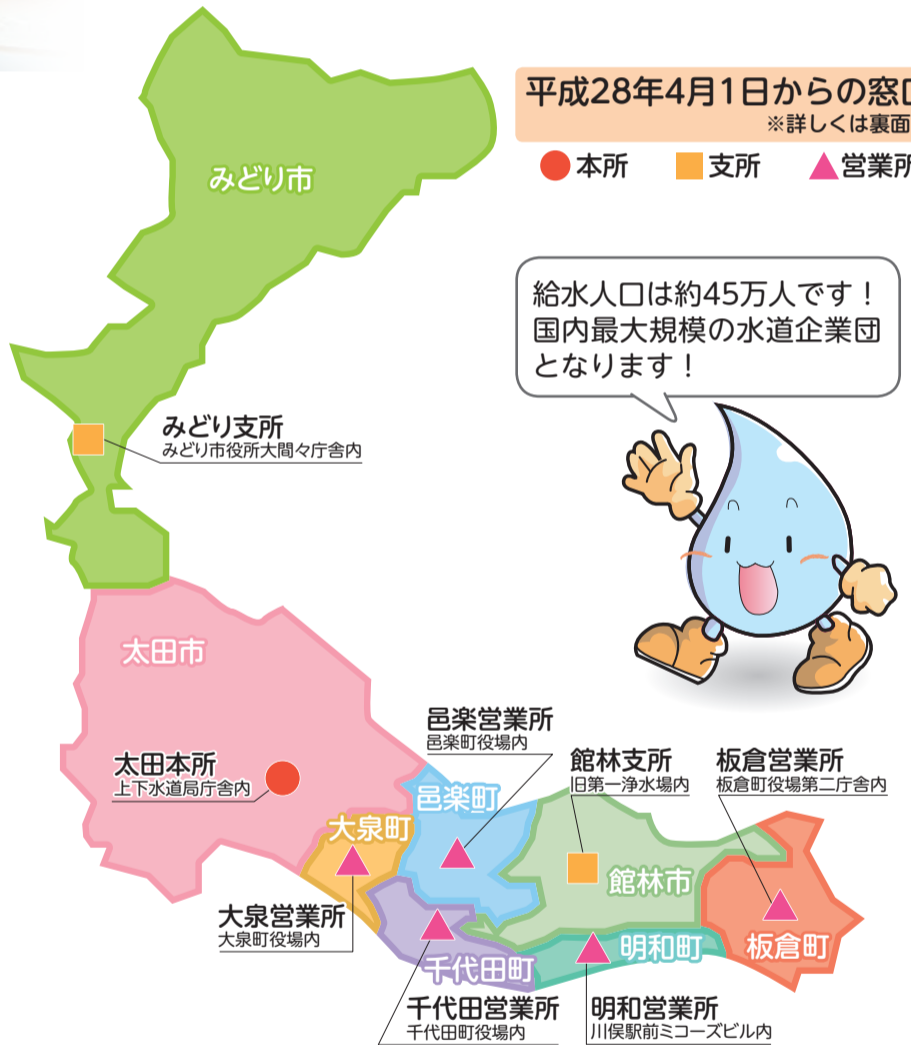 平成28年4月1日からの窓口
※詳しくは裏面
本所 支所 営業所
みどり市
給水人口は約45万人です！
国内最大規模の水道企業団
となります！
みどり支所
みどり市役所大間々庁舎内
太田市
太田本所
上下水道局庁舎内
邑楽営業所
邑楽町役場内
館林支所
旧第一浄水場内
板倉営業所
板倉町役場第二庁舎内
邑楽町
大泉町
館林市
大泉営業所
大泉町役場内
千代田町
明和町
板倉町
千代田営業所
千代田町役場内
明和営業所
川俣駅前ミコーズビル内